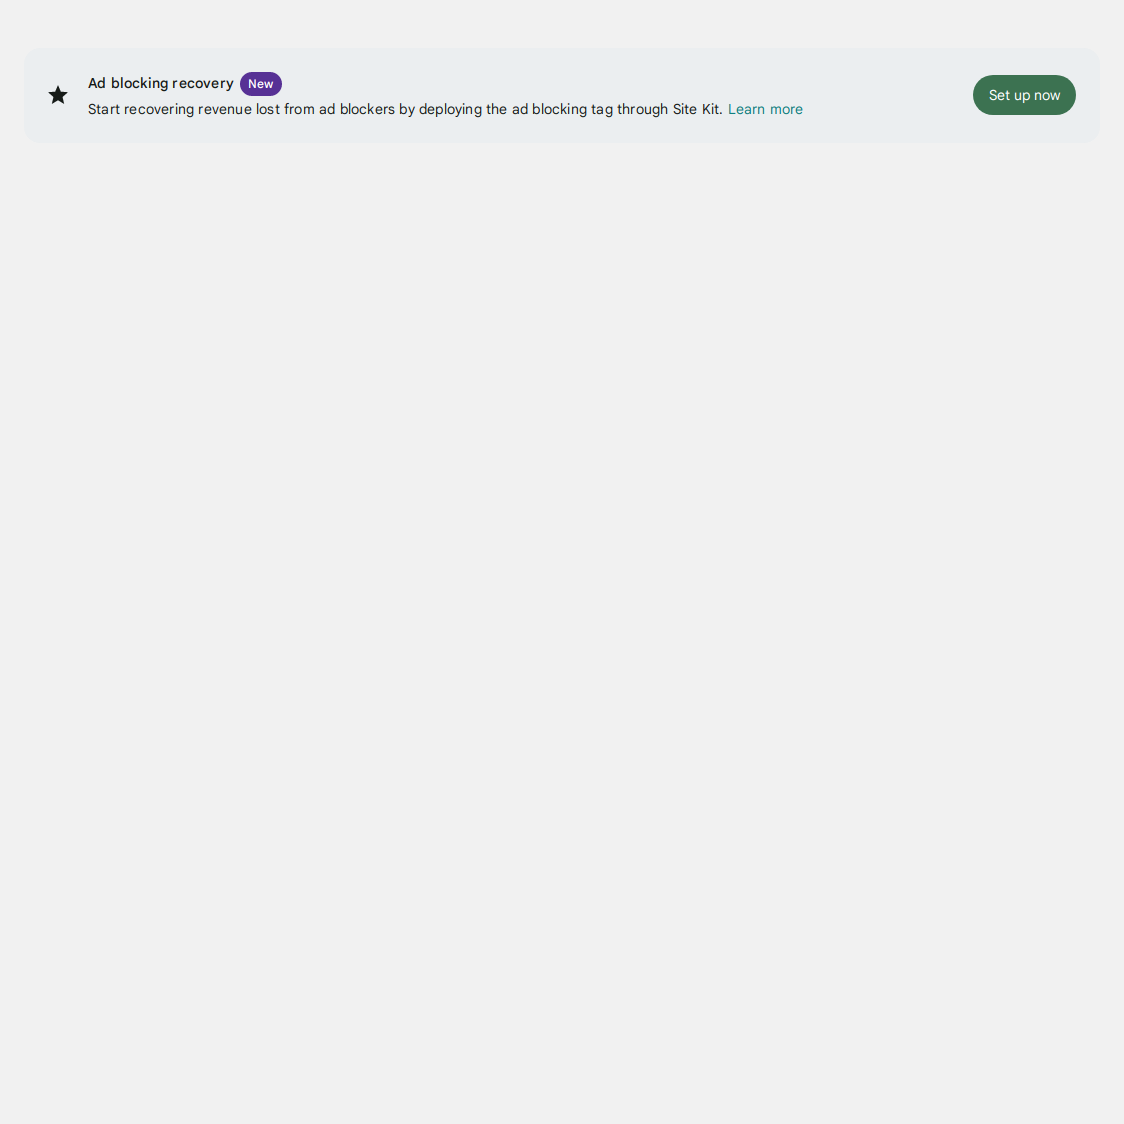 Ad blocking recovery New
Start recovering revenue lost from ad blockers by deploying the ad blocking tag through Site Kit. Learn more
Set up now